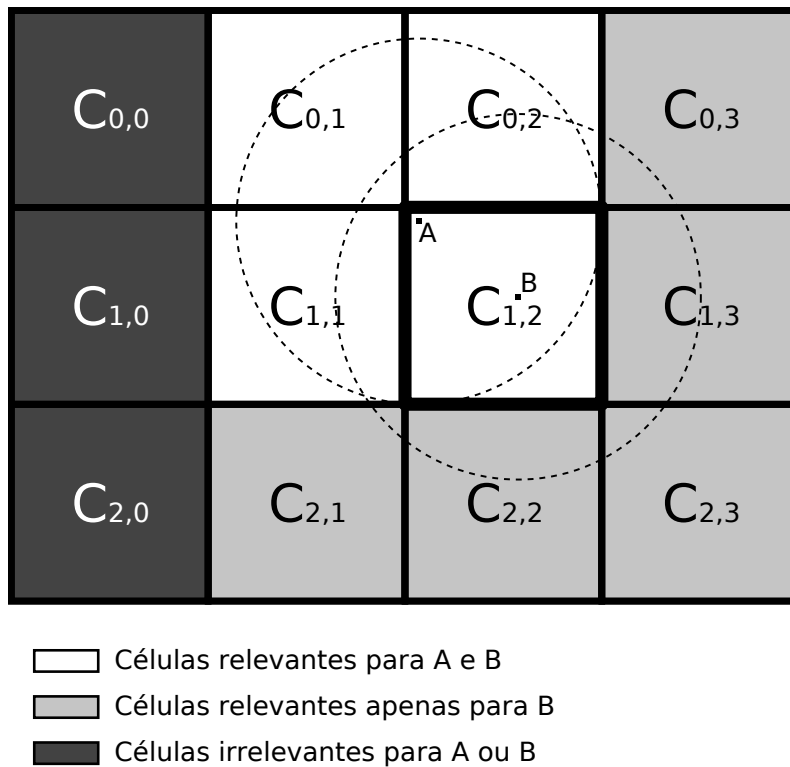 C0,0 C0,1 C0,2 C0,3
A
B
C1,0 C1,1 C1,2 C1,3
C2,0 C2,1 C2,2 C2,3
Células relevantes para A e B
Células relevantes apenas para B
Células irrelevantes para A ou B